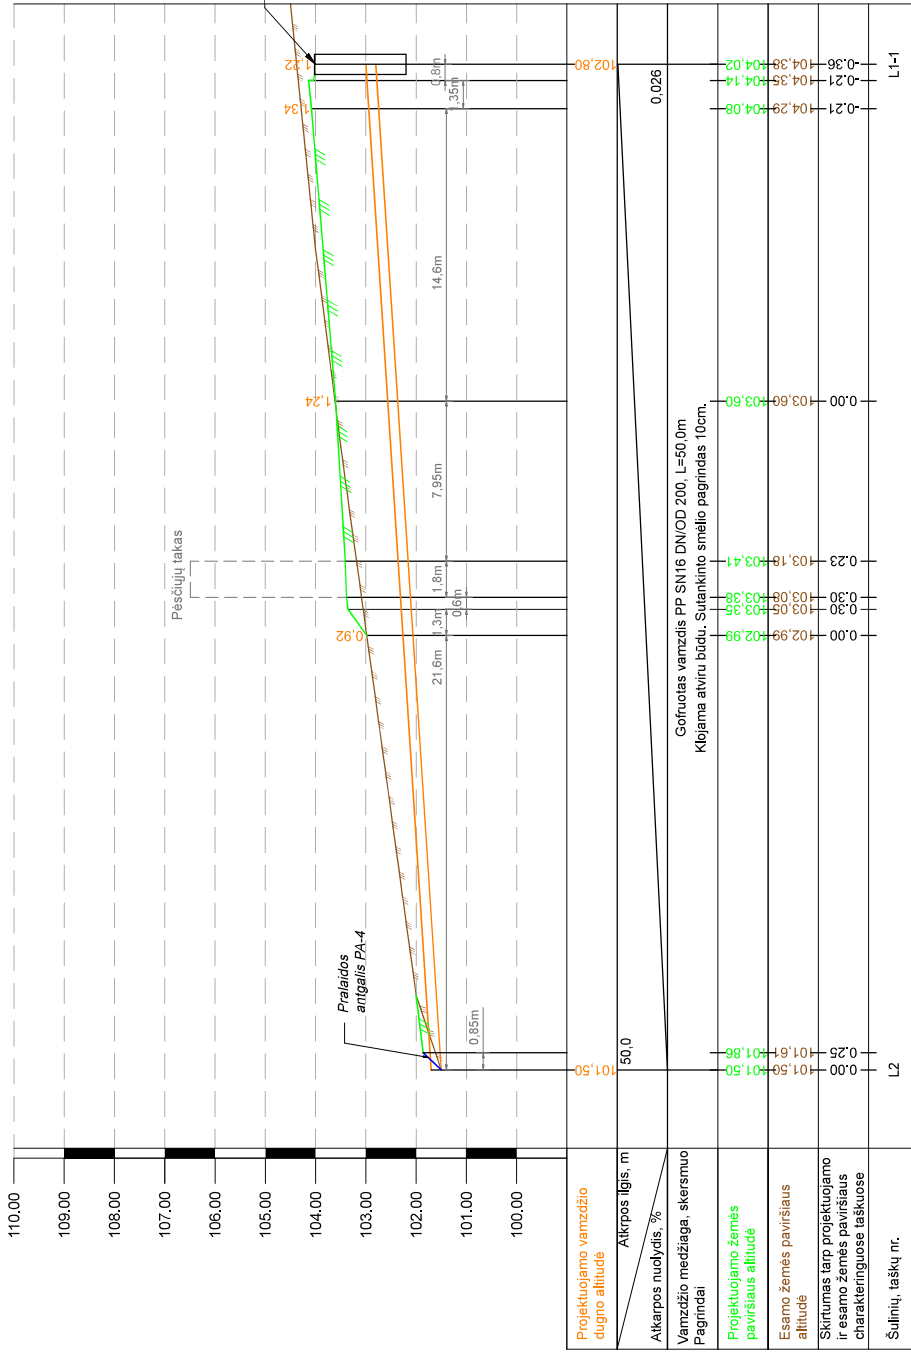 110.00
109.00
108.00
107.00
106.00
105.00
104.00
103.00
102.00
101.00
100.00
Pralaidos
antgalis PA-4
Pėsčiųjų takas
0,92
1,24
1,34
1,22
0,85m
21,6m
1,3m
0,6m
1,8m
7,95m
14,6m
1,35m
0,8m
Projektuojamo vamzdžio
dugno altitudė
101,50
102,80
Atkrpos ilgis, m
Atkarpos nuolydis, %
50,0
0,026
Vamzdžio medžiaga, skersmuo
Pagrindai
Gofruotas vamzdis PP SN16 DN/OD 200, L=50,0m
Klojama atviru būdu. Sutankinto smėlio pagrindas 10cm.
Projektuojamo žemės
paviršiaus altitudė
101,50
101,86
102,99
103,35
103,38
103,41
103,60
104,08
104,14
104,02
Esamo žemės paviršiaus
altitudė
101,50
101,61
102,99
103,05
103,08
103,18
103,60
104,29
104,35
104,38
Skirtumas tarp projektuojamo
ir esamo žemės paviršiaus
charakteringuose taškuose
0.00
0.25
0.00
0.30
0.30
0.23
0.00
-0.21
-0.21
-0.36
Šulinių, taškų nr.
L2
L1-1